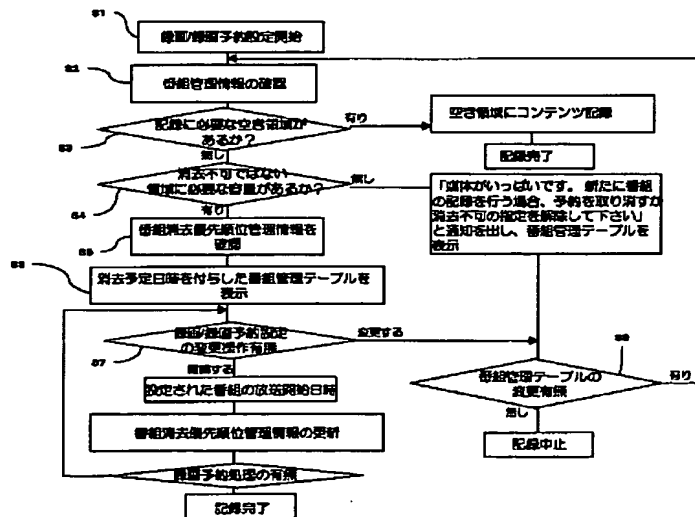 S1
録画/録画予約設定開始
S2
番組管理情報の確認
S3
記録に必要な空き領域が
あるか?
有り
空き領域にコンテンツ記録
記録完了
無し
S4
消去不可ではない
領域に必要な容量があるか?
無し
「媒体がいっぱいです。 新たに番組
の記録を行う場合、予約を取り消すか
消去不可の指定を解除して下さい」
と通知を出し、番組管理テーブルを
表示
有り
S5
番組消去優先順位管理情報を
確認
消去予定日時を付与した番組管理テーブルを
表示
S7
録画/録画予約設定
の変更操作有無
変更する
番組管理テーブルの
変更有無
有り
無し
記録中止
設定された番組の放送開始日時
番組消去優先順位管理情報の更新
録画予約処理の有無
記録完了